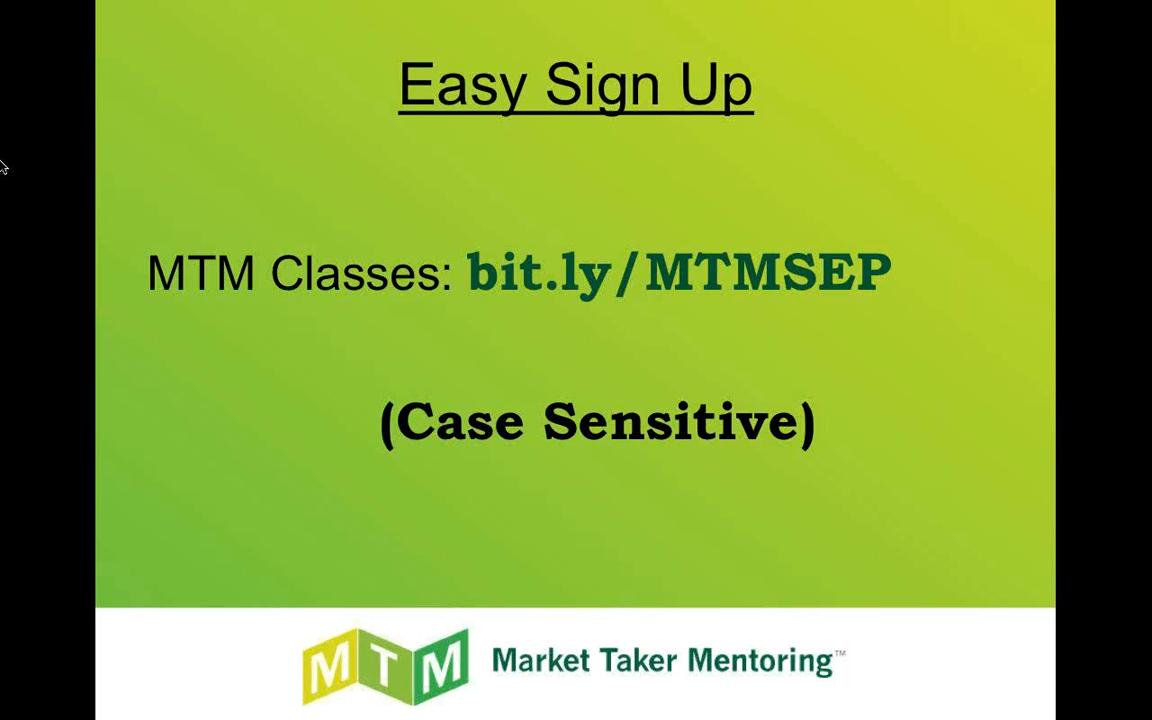 Easy Sign Up
MTM Classes: bit.ly/MTMSEP
(Case Sensitive)
MTM Market Taker Mentoring™